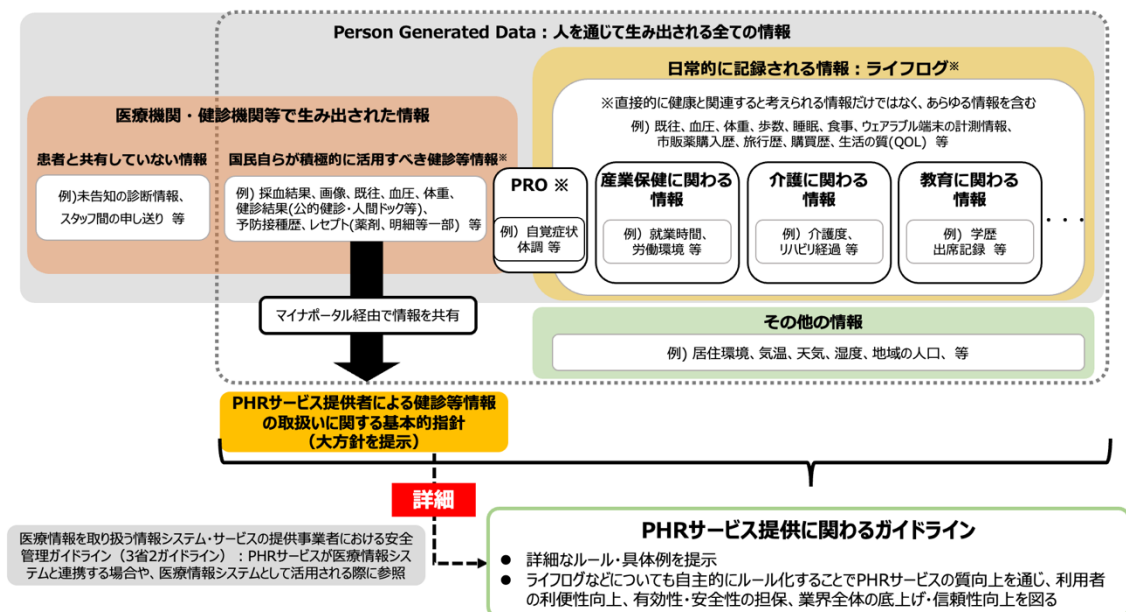 Person Generated Data：人を通じて生み出される全ての情報
日常的に記録される情報：ライフログ※
※直接的に健康と関連すると考えられる情報だけではなく、あらゆる情報を含む
例）既往、血圧、体重、歩数、睡眠、食事、ウェアラブル端末の計測情報、
市販薬購入歴、旅行歴、購買歴、生活の質(QOL) 等
医療機関・健診機関等で生み出された情報
患者と共有していない情報
例)未告知の診断情報、
スタッフ間の申し送り 等
国民自らが積極的に活用すべき健診等情報※
例）採血結果、画像、既往、血圧、体重、
健診結果(公的健診・人間ドック等)、
予防接種歴、レセプト(薬剤、明細等一部) 等
PRO ※
例）自覚症状
体調 等
産業保健に関わる
情報
例）就業時間、
労働環境 等
介護に関わる
情報
例）介護度、
リハビリ経過 等
教育に関わる
情報
例）学歴
出席記録 等
・・・
マイナポータル経由で情報を共有
その他の情報
例) 居住環境、気温、天気、湿度、地域の人口、等
PHRサービス提供者による健診等情報
の取扱いに関する基本的指針
（大方針を提示）
詳細
医療情報を取り扱う情報システム・サービスの提供事業者における安全
管理ガイドライン（3省2ガイドライン）：PHRサービスが医療情報シス
テムと連携する場合や、医療情報システムとして活用される際に参照
PHRサービス提供に関わるガイドライン
● 詳細なルール・具体例を提示
● ライフログなどについても自主的にルール化することでPHRサービスの質向上を通じ、利用者
の利便性向上、有効性・安全性の担保、業界全体の底上げ・信頼性向上を図る